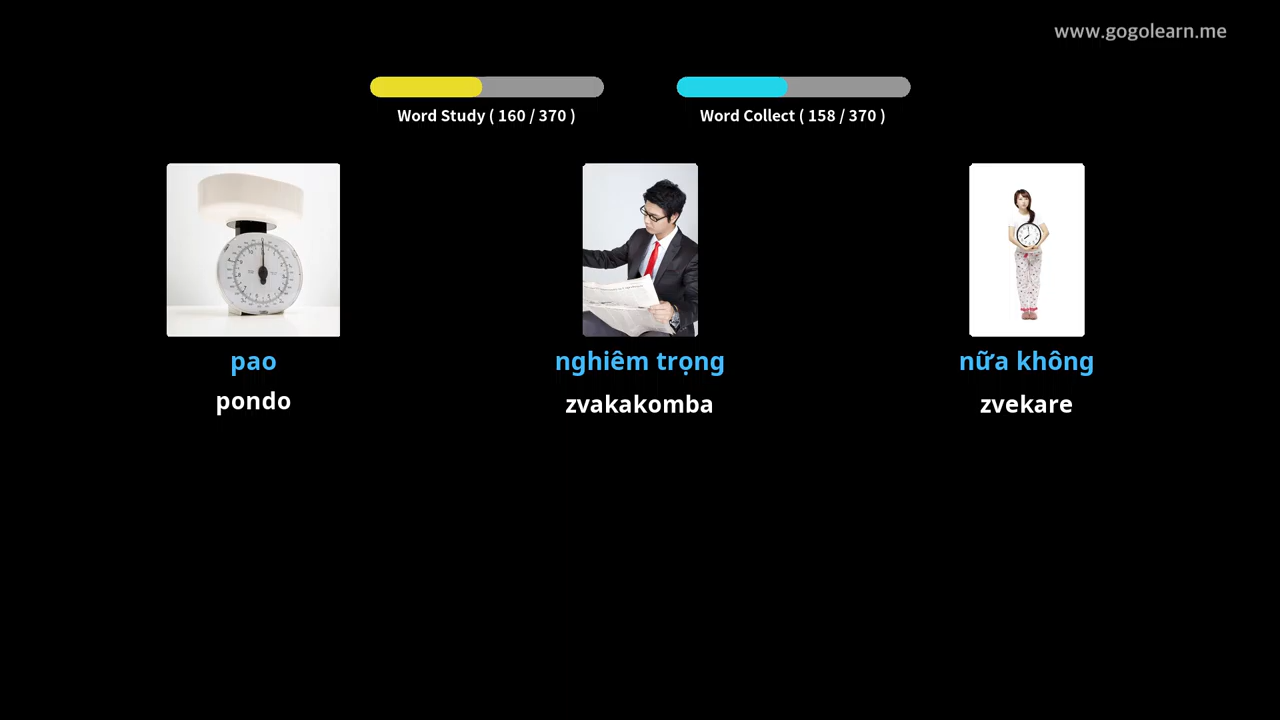 www.gogolearn.me
Word Study ( 160 / 370 )
Word Collect ( 158 / 370 )
pao
pondo
nghiêm trọng
zvakakomba
nữa không
zvekare